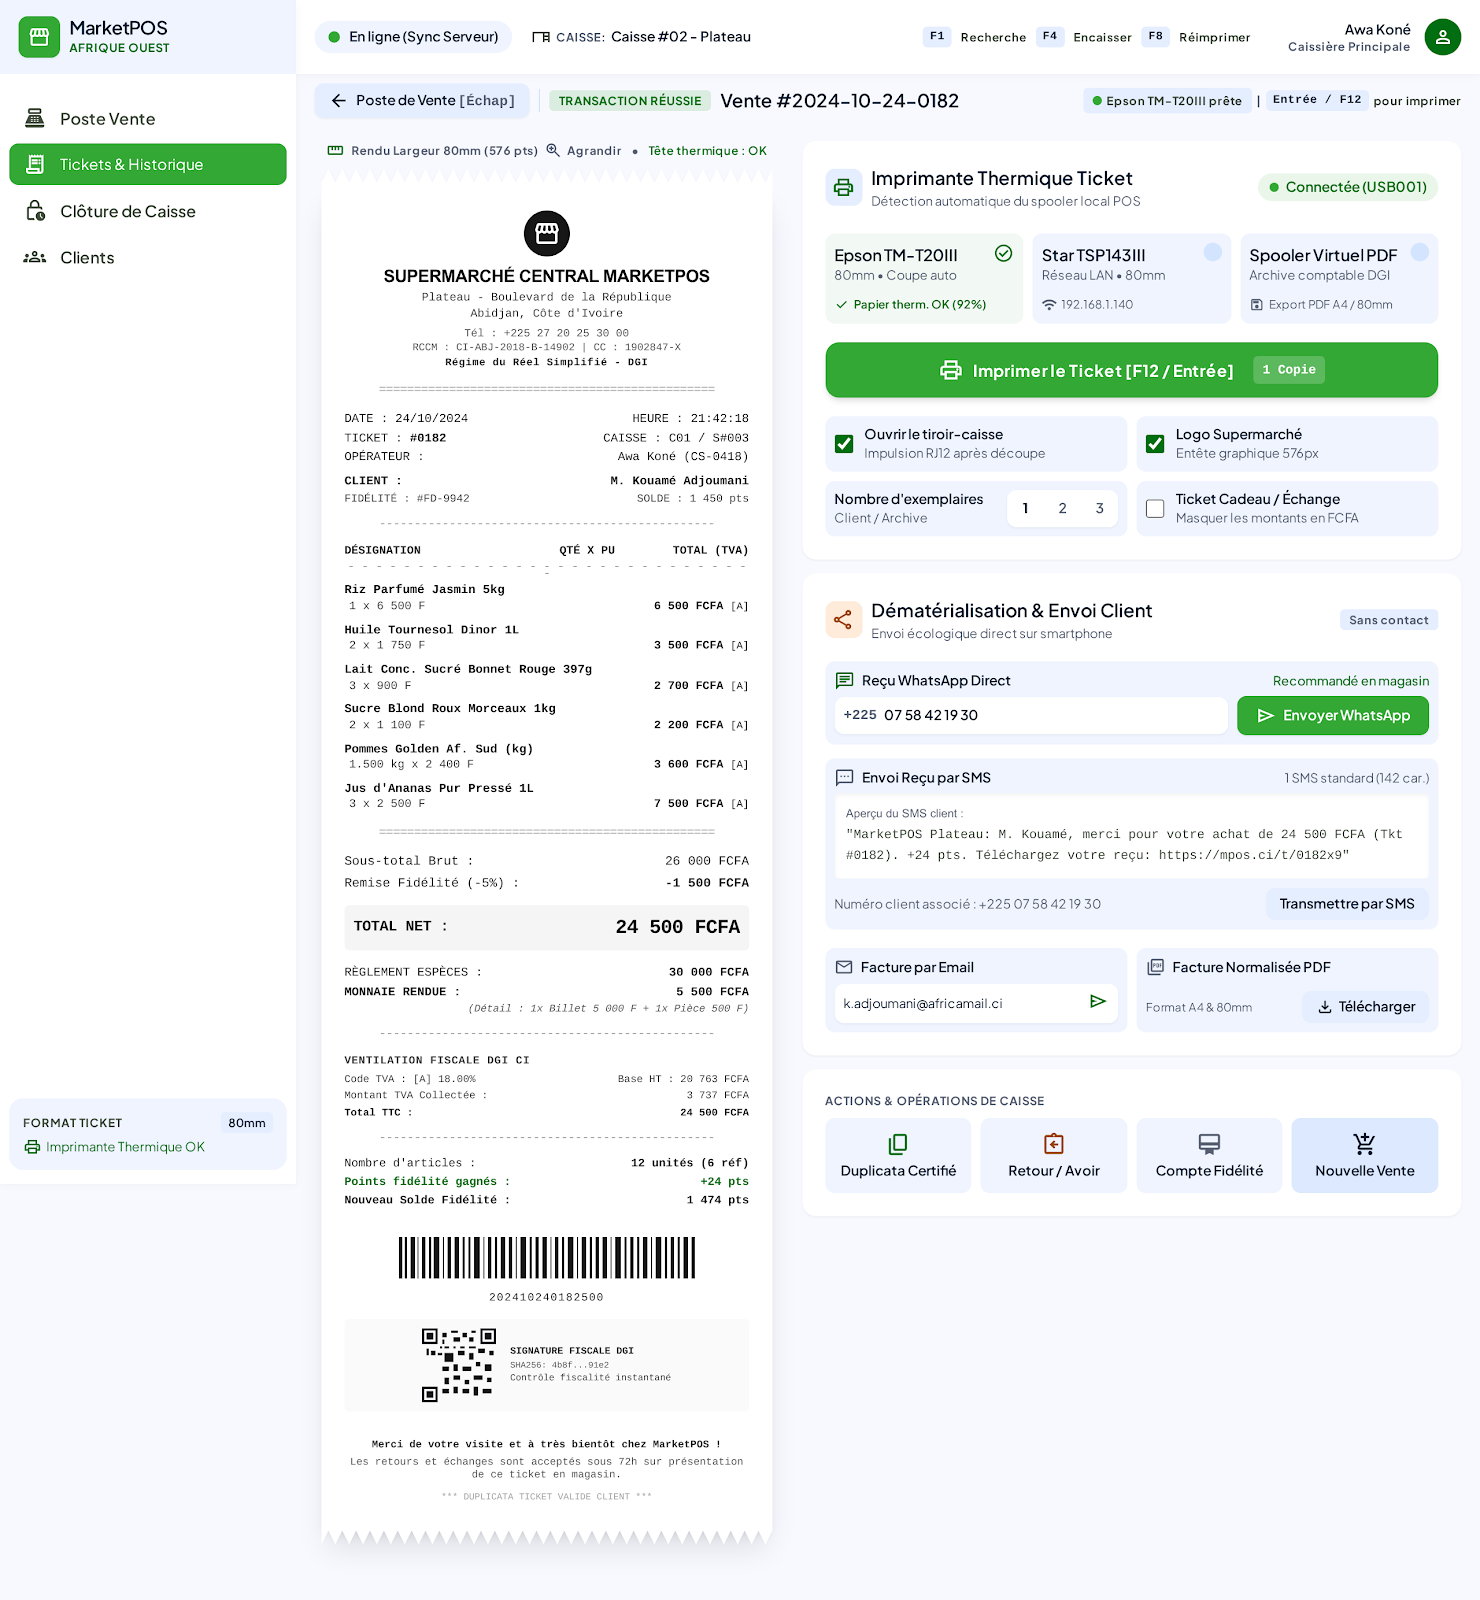 MarketPOS
AFRIQUE OUEST
En ligne (Sync Serveur)
CAISSE: Caisse #02 - Plateau
F1 Recherche F4 Encaisser F8 Réimprimer
Awa Koné
Caissière Principale
Poste Vente
Tickets & Historique
Clôture de Caisse
Clients
FORMAT TICKET 80mm
Imprimante Thermique OK
Poste de Vente [Échap]
TRANSACTION RÉUSSIE Vente #2024-10-24-0182
Epson TM-T20III prête | Entrée / F12 pour imprimer
Rendu Largeur 80mm (576 pts) Agrandir • Tête thermique : OK
SUPERMARCHÉ CENTRAL MARKETPOS
Plateau - Boulevard de la République
Abidjan, Côte d'Ivoire
Tél : +225 27 20 25 30 00
RCCM : CI-ABJ-2018-B-14902 | CC : 1902847-X
Régime du Réel Simplifié - DGI
================================================
DATE : 24/10/2024 HEURE : 21:42:18
TICKET : #0182 CAISSE : C01 / S#003
OPÉRATEUR : Awa Koné (CS-0418)
CLIENT : M. Kouamé Adjoumani
FIDÉLITÉ : #FD-9942 SOLDE : 1 450 pts
------------------------------------------------
DÉSIGNATION QTÉ X PU TOTAL (TVA)
- - - - - - - - - - - - - - - - - - - - - - - - - - - - - -
Riz Parfumé Jasmin 5kg
1 x 6 500 F 6 500 FCFA [A]
Huile Tournesol Dinor 1L
2 x 1 750 F 3 500 FCFA [A]
Lait Conc. Sucré Bonnet Rouge 397g
3 x 900 F 2 700 FCFA [A]
Sucre Blond Roux Morceaux 1kg
2 x 1 100 F 2 200 FCFA [A]
Pommes Golden Af. Sud (kg)
1.500 kg x 2 400 F 3 600 FCFA [A]
Jus d'Ananas Pur Pressé 1L
3 x 2 500 F 7 500 FCFA [A]
================================================
Sous-total Brut : 26 000 FCFA
Remise Fidélité (-5%) : -1 500 FCFA
TOTAL NET : 24 500 FCFA
RÈGLEMENT ESPÈCES : 30 000 FCFA
MONNAIE RENDUE : 5 500 FCFA
(Détail : 1x Billet 5 000 F + 1x Pièce 500 F)
------------------------------------------------
VENTILATION FISCALE DGI CI
Code TVA : [A] 18.00% Base HT : 20 763 FCFA
Montant TVA Collectée : 3 737 FCFA
Total TTC : 24 500 FCFA
------------------------------------------------
Nombre d'articles : 12 unités (6 réf)
Points fidélité gagnés : +24 pts
Nouveau Solde Fidélité : 1 474 pts
202410240182500
SIGNATURE FISCALE DGI
SHA256: 4b8f...91e2
Contrôle fiscalité instantané
Merci de votre visite et à très bientôt chez MarketPOS !
Les retours et échanges sont acceptés sous 72h sur présentation
de ce ticket en magasin.
*** DUPLICATA TICKET VALIDE CLIENT ***
Imprimante Thermique Ticket
Détection automatique du spooler local POS
Connectée (USB001)
Epson TM-T20III
80mm • Coupe auto
Papier therm. OK (92%)
Star TSP143III
Réseau LAN • 80mm
192.168.1.140
Spooler Virtuel PDF
Archive comptable DGI
Export PDF A4 / 80mm
Imprimer le Ticket [F12 / Entrée] 1 Copie
Ouvrir le tiroir-caisse
Impulsion RJ12 après découpe
Logo Supermarché
Entête graphique 576px
Nombre d'exemplaires
Client / Archive
1 2 3
Ticket Cadeau / Échange
Masquer les montants en FCFA
Dématérialisation & Envoi Client
Envoi écologique direct sur smartphone
Sans contact
Reçu WhatsApp Direct Recommandé en magasin
+225 07 58 42 19 30 Envoyer WhatsApp
Envoi Reçu par SMS 1 SMS standard (142 car.)
Aperçu du SMS client :
"MarketPOS Plateau: M. Kouamé, merci pour votre achat de 24 500 FCFA (Tkt
#0182). +24 pts. Téléchargez votre reçu: https://mpos.ci/t/0182x9"
Numéro client associé : +225 07 58 42 19 30 Transmettre par SMS
Facture par Email
k.adjoumani@africamail.ci
Facture Normalisée PDF
Format A4 & 80mm Télécharger
ACTIONS & OPÉRATIONS DE CAISSE
Duplicata Certifié
Retour / Avoir
Compte Fidélité
Nouvelle Vente